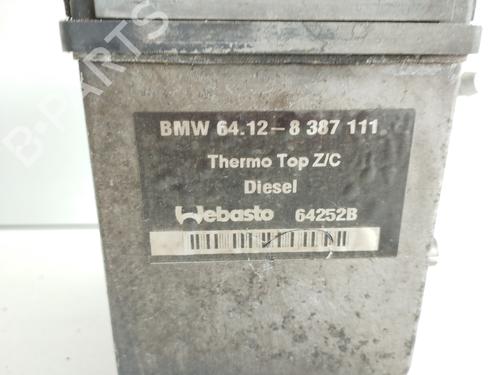 BMW 64.12-8 387 111
Thermo Top Z/C
Diesel
Webasto 64252B
B-PARTS